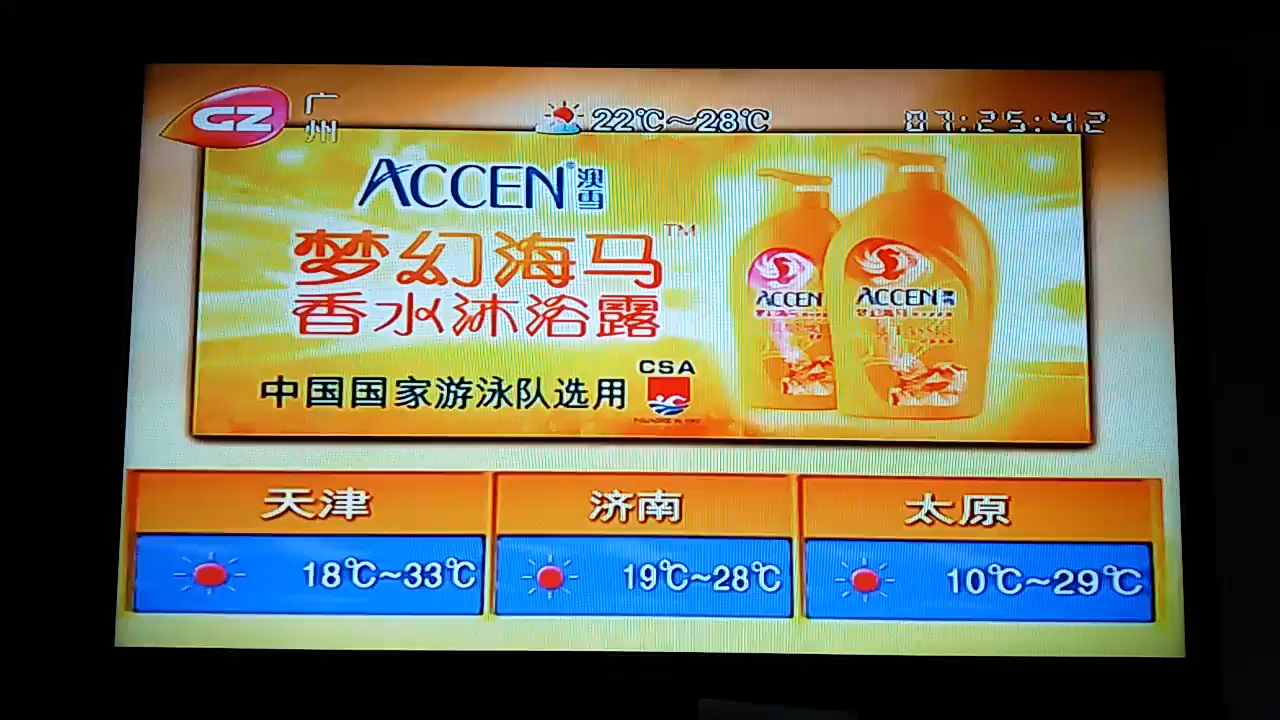 GZ 广州
22℃~28℃
07:25:42
ACCEN®澳雪
梦幻海马™
香水沐浴露
中国国家游泳队选用
CSA
ACCEN
ACCEN
天津
济南
太原
18℃~33℃
19℃~28℃
10℃~29℃